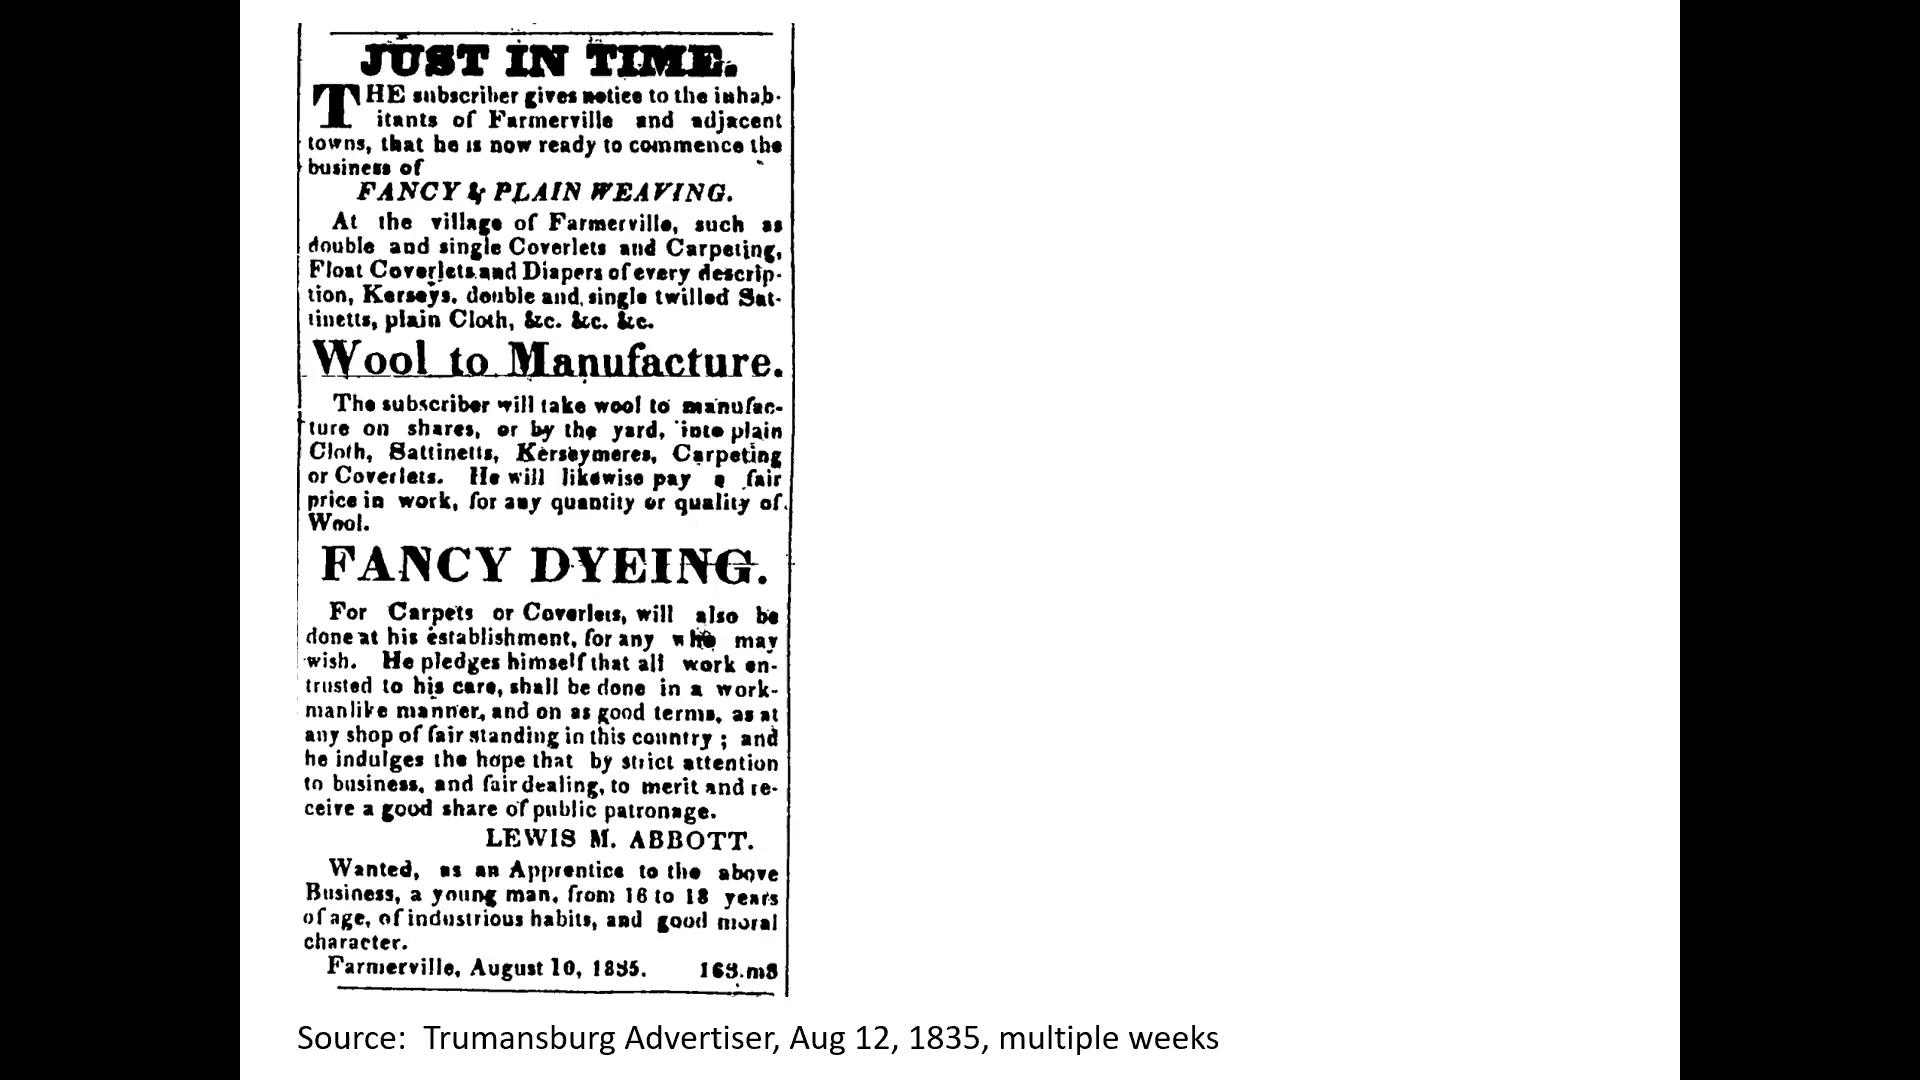 JUST IN TIME.
THE subscriber gives notice to the inhab-
itants of Farmerville and adjacent
towns, that he is now ready to commence the
business of
FANCY & PLAIN WEAVING.
At the village of Farmerville, such as
double and single Coverlets and Carpeting,
Float Coverlets and Diapers of every descrip-
tion, Kerseys, double and single twilled Sat-
tinetts, plain Cloth, &c. &c. &c.
Wool to Manufacture.
The subscriber will take wool to manufac-
ture on shares, or by the yard, into plain
Cloth, Sattinetts, Kerseymeres, Carpeting
or Coverlets. He will likewise pay a fair
price in work, for any quantity or quality of
Wool.
FANCY DYEING.
For Carpets or Coverlets, will also be
done at his establishment, for any who may
wish. He pledges himself that all work en-
trusted to his care, shall be done in a work-
manlike manner, and on as good terms, as at
any shop of fair standing in this country ; and
he indulges the hope that by strict attention
to business, and fair dealing, to merit and re-
ceive a good share of public patronage.
LEWIS M. ABBOTT.
Wanted, as an Apprentice to the above
Business, a young man, from 16 to 18 years
of age, of industrious habits, and good moral
character.
Farmerville, August 10, 1835. 163.m3
Source: Trumansburg Advertiser, Aug 12, 1835, multiple weeks